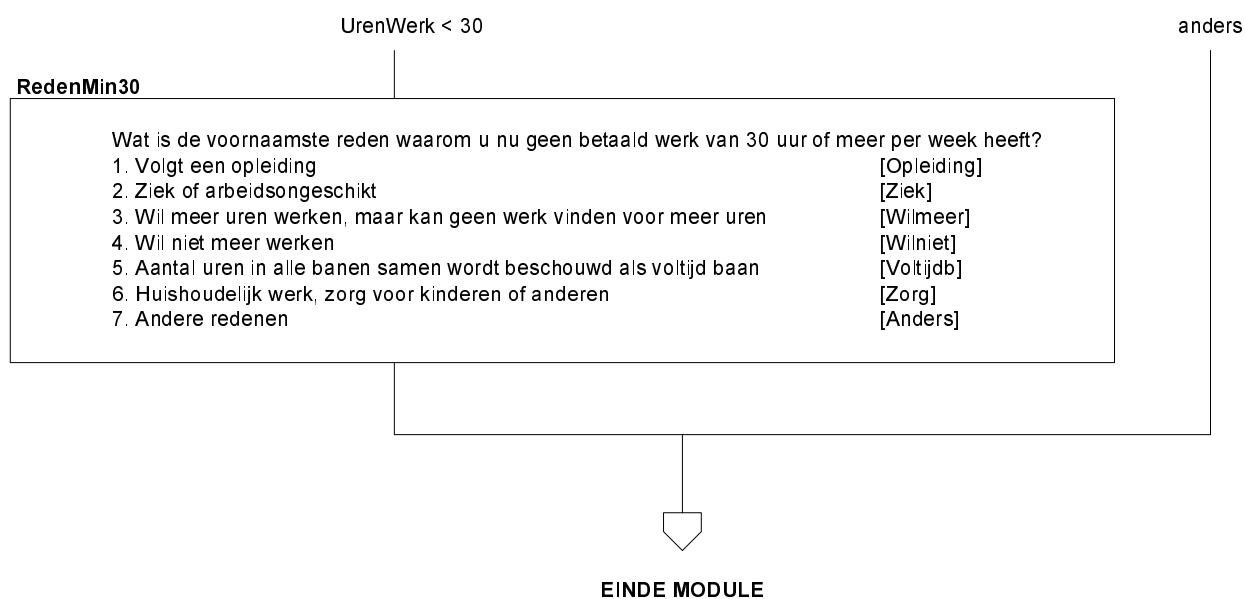 UrenWerk < 30 anders
RedenMin30
Wat is de voornaamste reden waarom u nu geen betaald werk van 30 uur of meer per week heeft?
1. Volgt een opleiding [Opleiding]
2. Ziek of arbeidsongeschikt [Ziek]
3. Wil meer uren werken, maar kan geen werk vinden voor meer uren [Wilmeer]
4. Wil niet meer werken [Wilniet]
5. Aantal uren in alle banen samen wordt beschouwd als voltijd baan [Voltijdb]
6. Huishoudelijk werk, zorg voor kinderen of anderen [Zorg]
7. Andere redenen [Anders]
EINDE MODULE